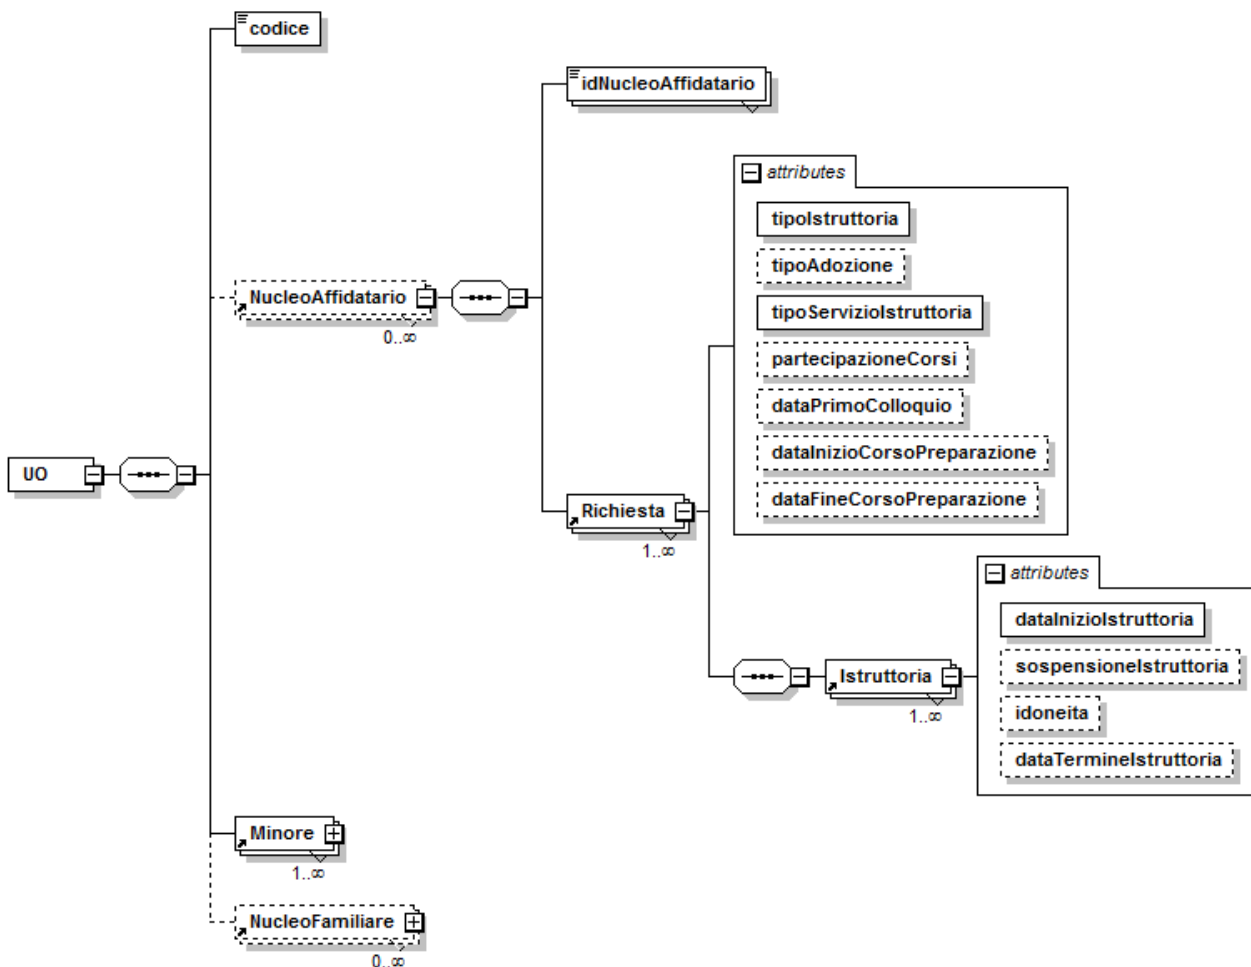 codice
idNucleoAffidatario
attributes
tipoIstruttoria
tipoAdozione
NucleoAffidatario
0..∞
tipoServizioIstruttoria
partecipazioneCorsi
dataPrimoColloquio
dataInizioCorsoPreparazione
dataFineCorsoPreparazione
UO
Richiesta
1..∞
attributes
dataInizioIstruttoria
sospensioneIstruttoria
idoneita
dataTermineIstruttoria
Istruttoria
1..∞
Minore
1..∞
NucleoFamiliare
0..∞